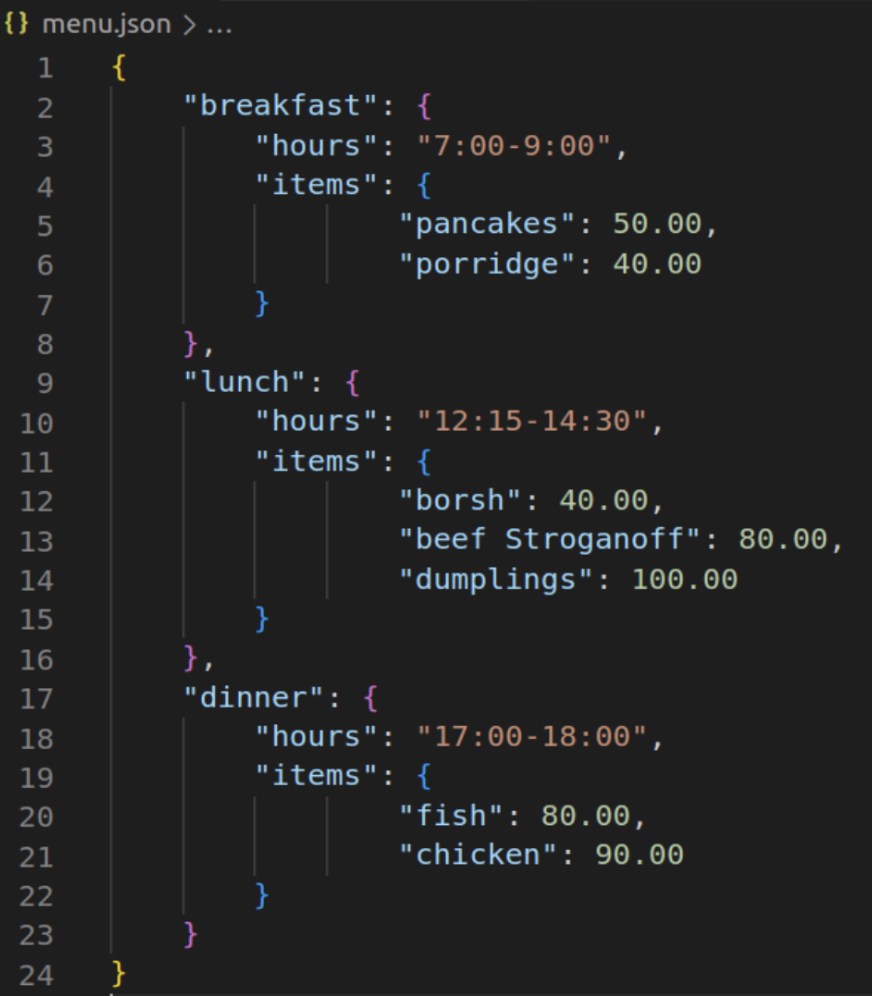 {} menu.json > ...
1 {
2     "breakfast": {
3         "hours": "7:00-9:00",
4         "items": {
5                 "pancakes": 50.00,
6                 "porridge": 40.00
7         }
8     },
9     "lunch": {
10         "hours": "12:15-14:30",
11         "items": {
12                 "borsh": 40.00,
13                 "beef Stroganoff": 80.00,
14                 "dumplings": 100.00
15         }
16     },
17     "dinner": {
18         "hours": "17:00-18:00",
19         "items": {
20                 "fish": 80.00,
21                 "chicken": 90.00
22         }
23     }
24 }